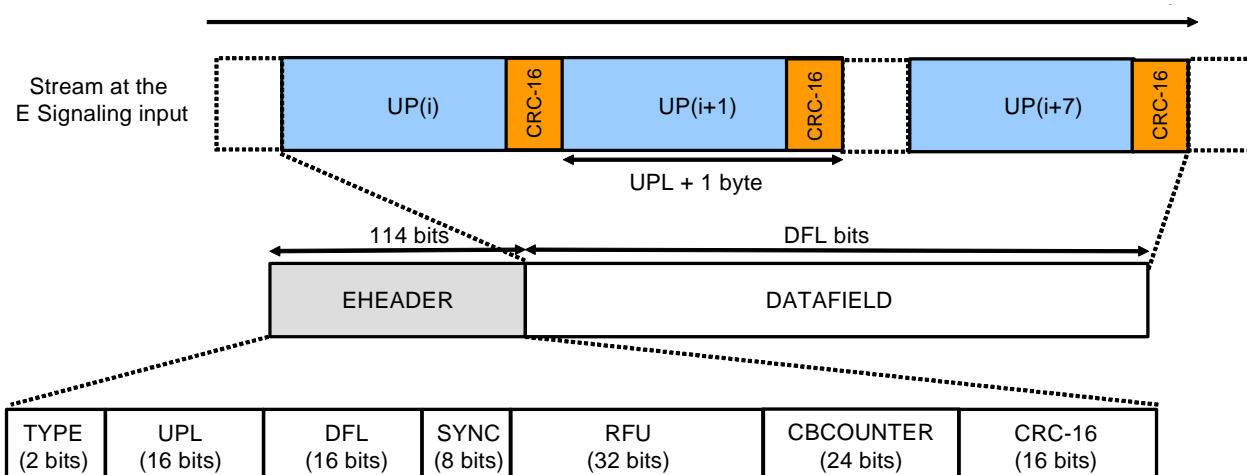 Stream at the
E Signaling input
UP(i)
CRC-16
UP(i+1)
CRC-16
UP(i+7)
CRC-16
UPL + 1 byte
114 bits
DFL bits
EHEADER
DATAFIELD
TYPE
(2 bits)
UPL
(16 bits)
DFL
(16 bits)
SYNC
(8 bits)
RFU
(32 bits)
CBCOUNTER
(24 bits)
CRC-16
(16 bits)